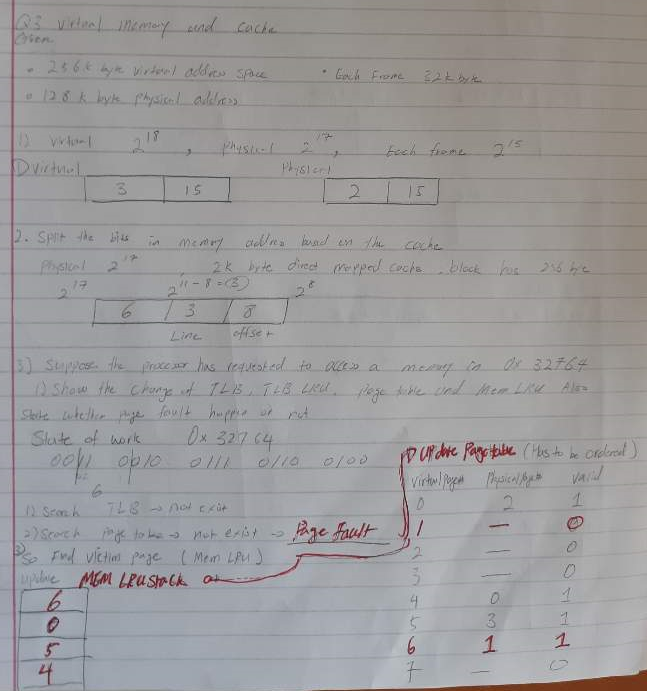 Q3 Virtual memory and Cache
Given
• 256k byte virtual address space • Each Frame 32k byte
• 128 k byte physical address
1) Virtual 2^18 , Physical 2^17 , Each frame 2^15
① Virtual Physical
3 | 15 2 | 15
2. Split the bits in memory address based on the cache
Physical 2^17 , 2k byte direct mapped cache , block has 256 byte
2^17 2^11-8=(3) 2^8
6 | 3 | 8
Line offset
3) Suppose the processor has requested to access a memory in 0x 32764
1) Show the change of TLB, TLB LRU, Page table and Mem LRU Also
State whether page fault happen or not
State of work 0x 327 64
0011 0010 0111 0110 0100
6
1) Search TLB → not exist
2) Search page table → not exist → Page Fault
3) So Find victim page (Mem LRU)
update MEM LRU Stack
6
0
5
4
① Update Page table (Has to be ordered)
Virtual page# Physical page# Valid
0 2 1
1 — 0
2 — 0
3 — 0
4 0 1
5 3 1
6 1 1
7 — 0